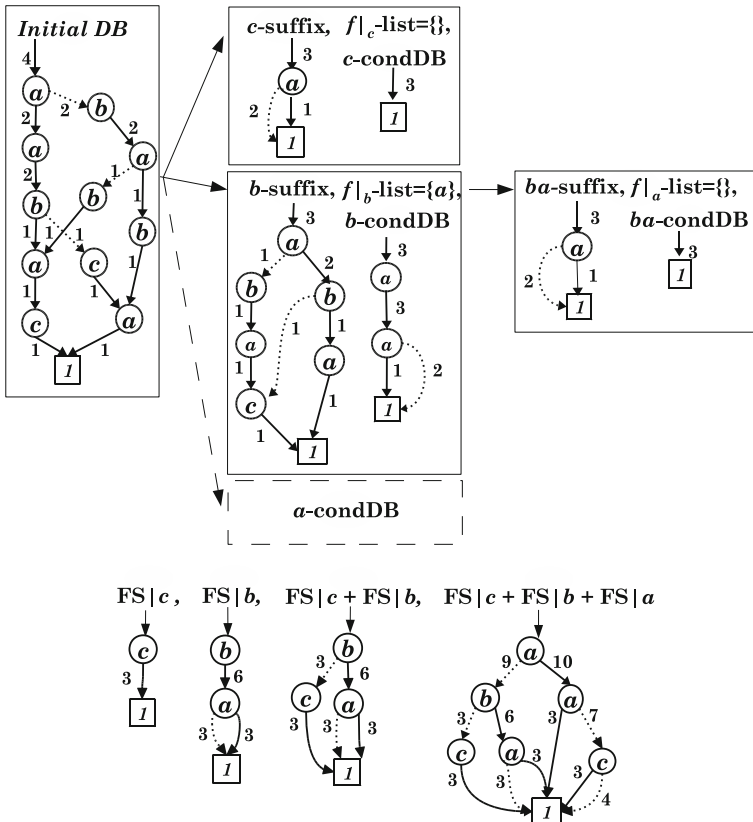 Initial DB
4
a
2
b
2
2
a
a
2
1
b
b
1
b
1
1
1
1
a
c
1
1
1
c
a
1
1
1
c-suffix, f|c-list={},
c-condDB
3
a
2
1
1
3
1
b-suffix, f|b-list={a},
b-condDB
3
a
1
2
b
b
1
1
1
a
a
1
c
1
1
1
3
a
3
a
1
2
1
ba-suffix, f|a-list={},
ba-condDB
3
a
2
1
1
3
1
a-condDB
FS|c ,
c
3
1
FS|b,
b
6
a
3
3
1
FS|c + FS|b,
b
3
6
c
a
3
3
3
1
FS|c + FS|b + FS|a
a
9
10
b
a
3
6
3
7
c
a
3
c
3
3
3
4
1